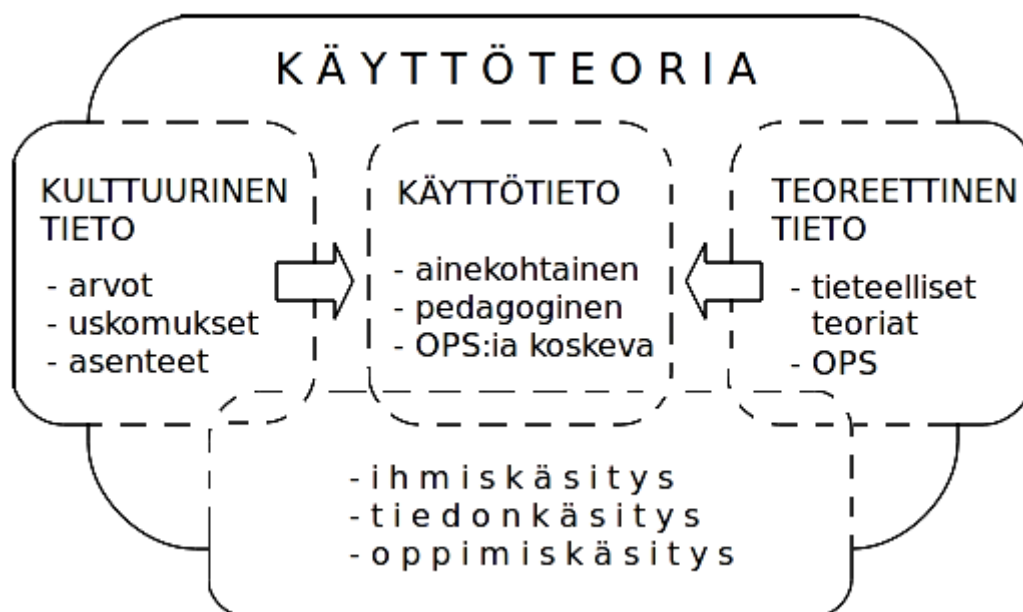 KÄYTTÖTEORIA
KULTTUURINEN
TIETO
- arvot
- uskomukset
- asenteet
KÄYTTÖTIETO
- ainekohtainen
- pedagoginen
- OPS:ia koskeva
TEOREETTINEN
TIETO
- tieteelliset
teoriat
- OPS
- ihmiskäsitys
- tiedonkäsitys
- oppimiskäsitys